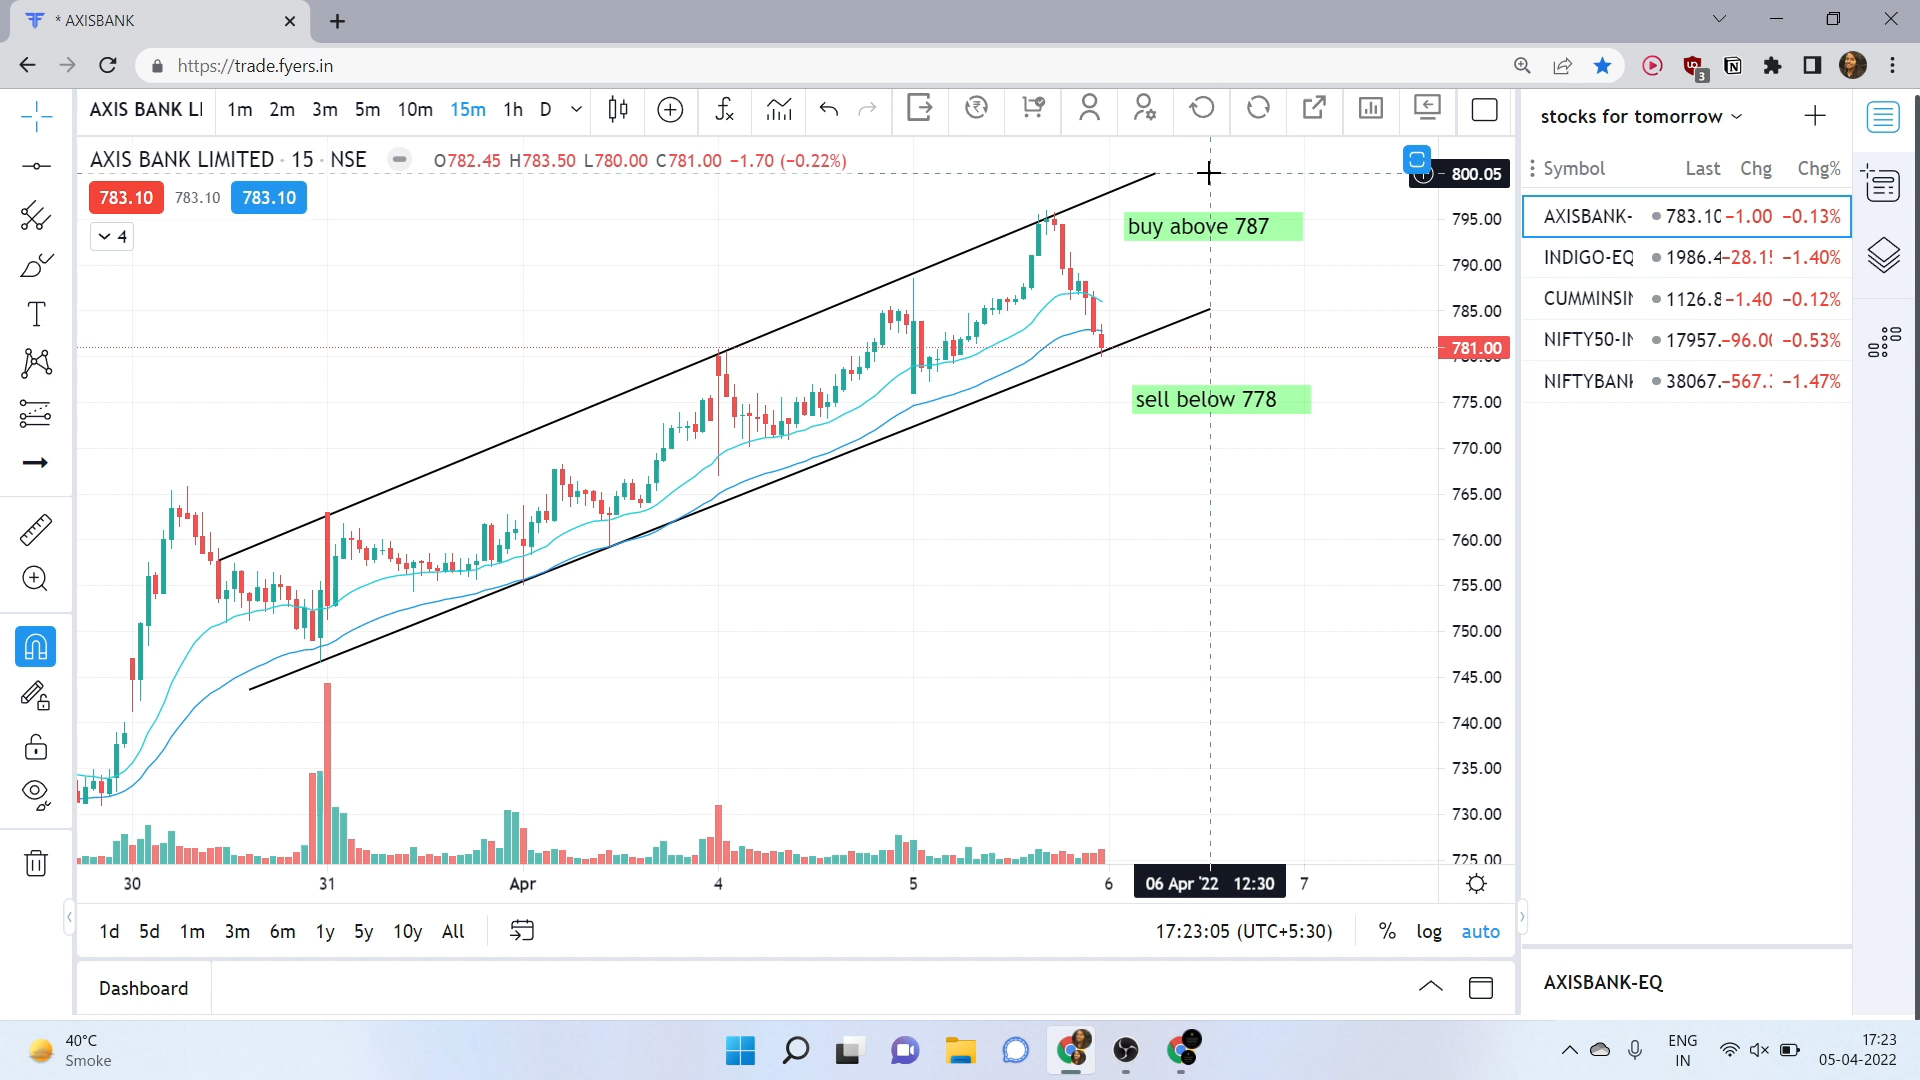 * AXISBANK
https://trade.fyers.in
3
AXIS BANK LI 1m 2m 3m 5m 10m 15m 1h D
AXIS BANK LIMITED · 15 · NSE O782.45 H783.50 L780.00 C781.00 −1.70 (−0.22%)
783.10 783.10 783.10
4
buy above 787
sell below 778
800.05
795.00
790.00
785.00
781.00
775.00
770.00
765.00
760.00
755.00
750.00
745.00
740.00
735.00
730.00
725.00
30 31 Apr 4 5 6 06 Apr '22 12:30 7
1d 5d 1m 3m 6m 1y 5y 10y All 17:23:05 (UTC+5:30) % log auto
Dashboard
stocks for tomorrow
Symbol Last Chg Chg%
AXISBANK- 783.10 -1.00 -0.13%
INDIGO-EQ 1986.4 -28.1 -1.40%
CUMMINSIN 1126.8 -1.40 -0.12%
NIFTY50-IN 17957. -96.00 -0.53%
NIFTYBANK 38067. -567. -1.47%
AXISBANK-EQ
40°C
Smoke
ENG
IN
17:23
05-04-2022